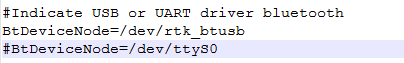 #Indicate USB or UART driver bluetooth
BtDeviceNode=/dev/rtk_btusb
#BtDeviceNode=/dev/ttyS0